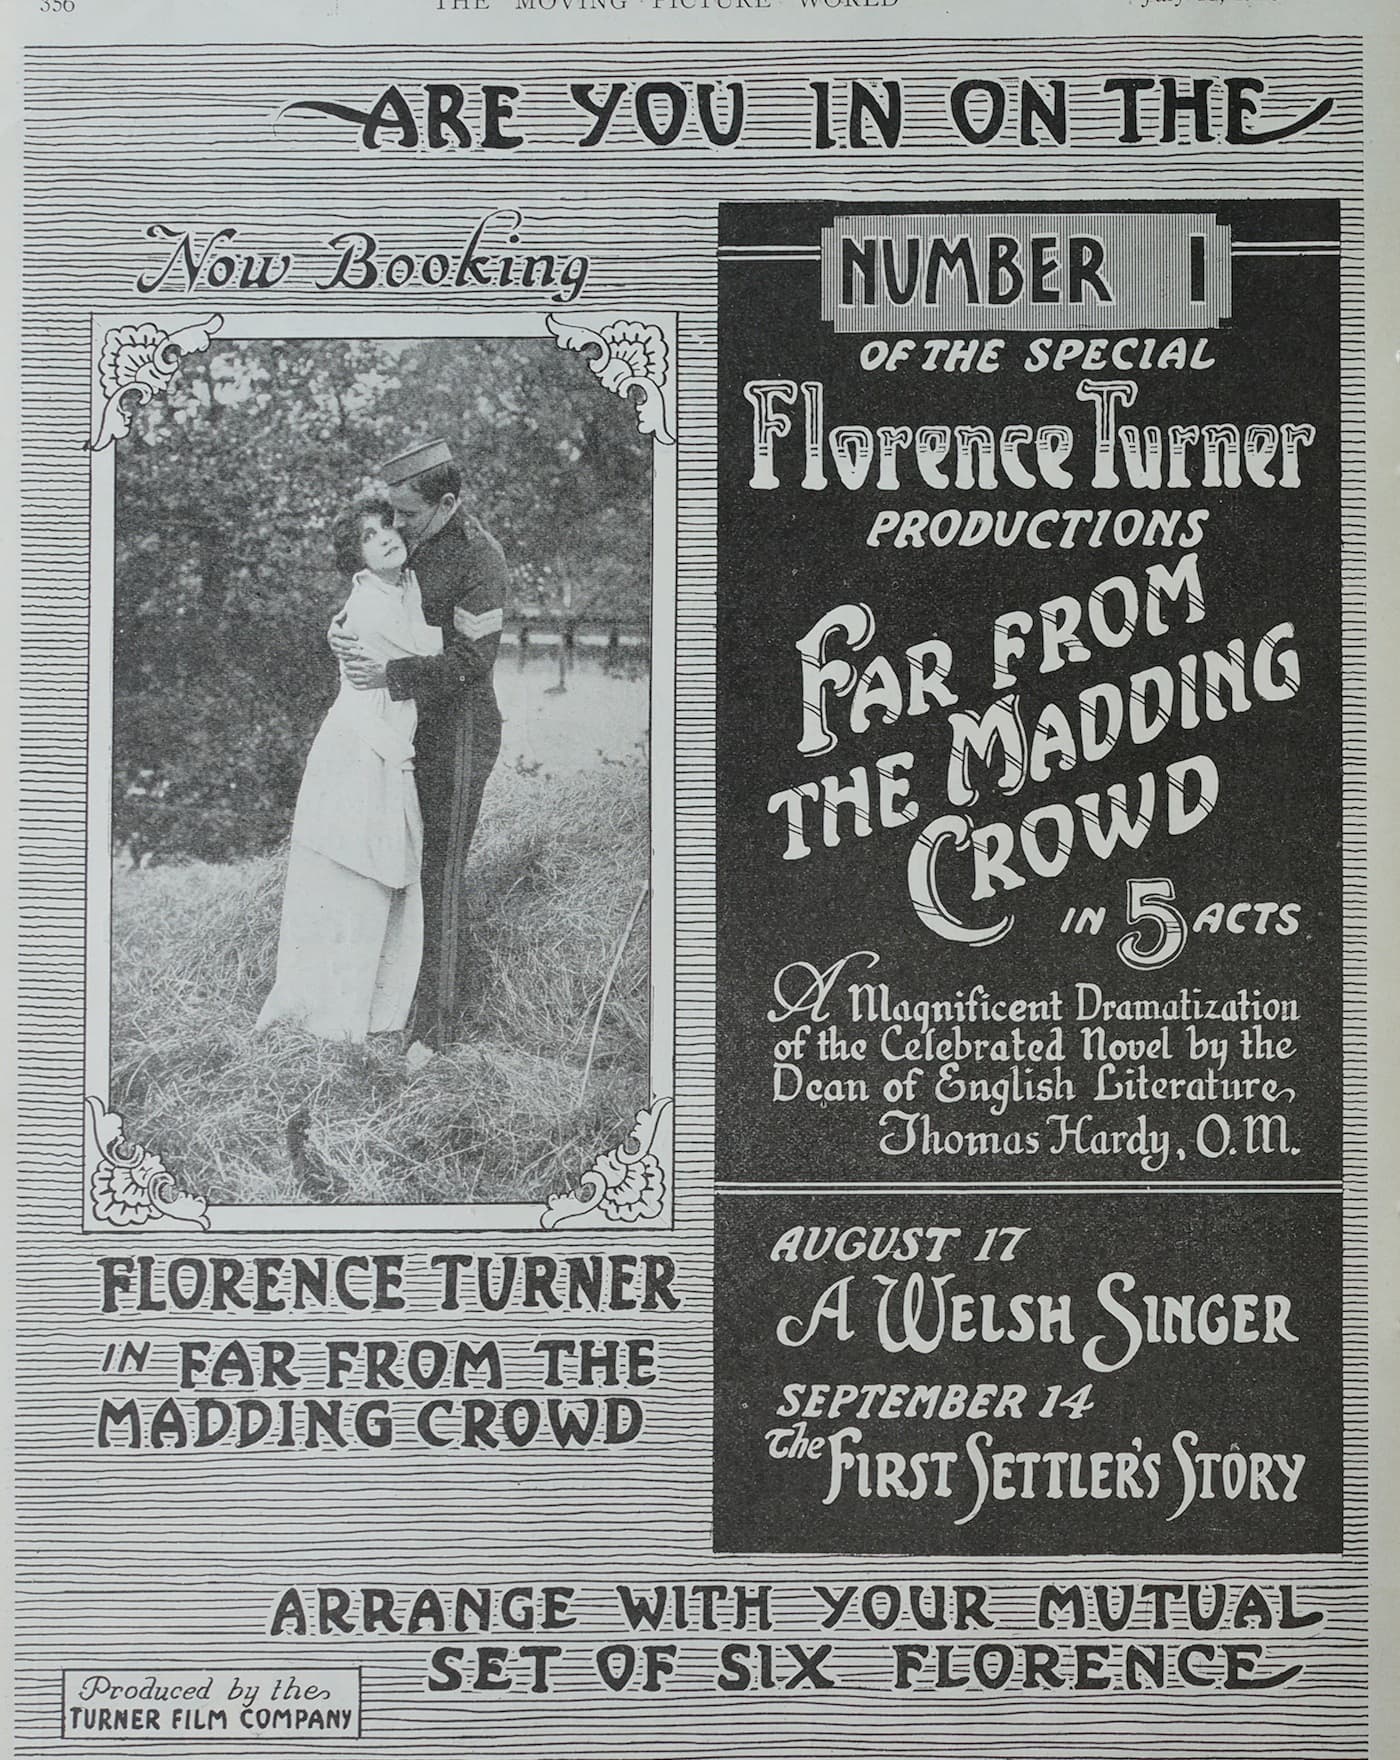 356
THE MOVING PICTURE WORLD
ARE YOU IN ON THE
Now Booking
FLORENCE TURNER
IN FAR FROM THE
MADDING CROWD
NUMBER 1
OF THE SPECIAL
Florence Turner
PRODUCTIONS
FAR FROM
THE MADDING
CROWD
IN 5 ACTS
A Magnificent Dramatization
of the Celebrated Novel by the
Dean of English Literature
Thomas Hardy, O.M.
AUGUST 17
A WELSH SINGER
SEPTEMBER 14
The FIRST SETTLER'S STORY
ARRANGE WITH YOUR MUTUAL
SET OF SIX FLORENCE
Produced by the
TURNER FILM COMPANY